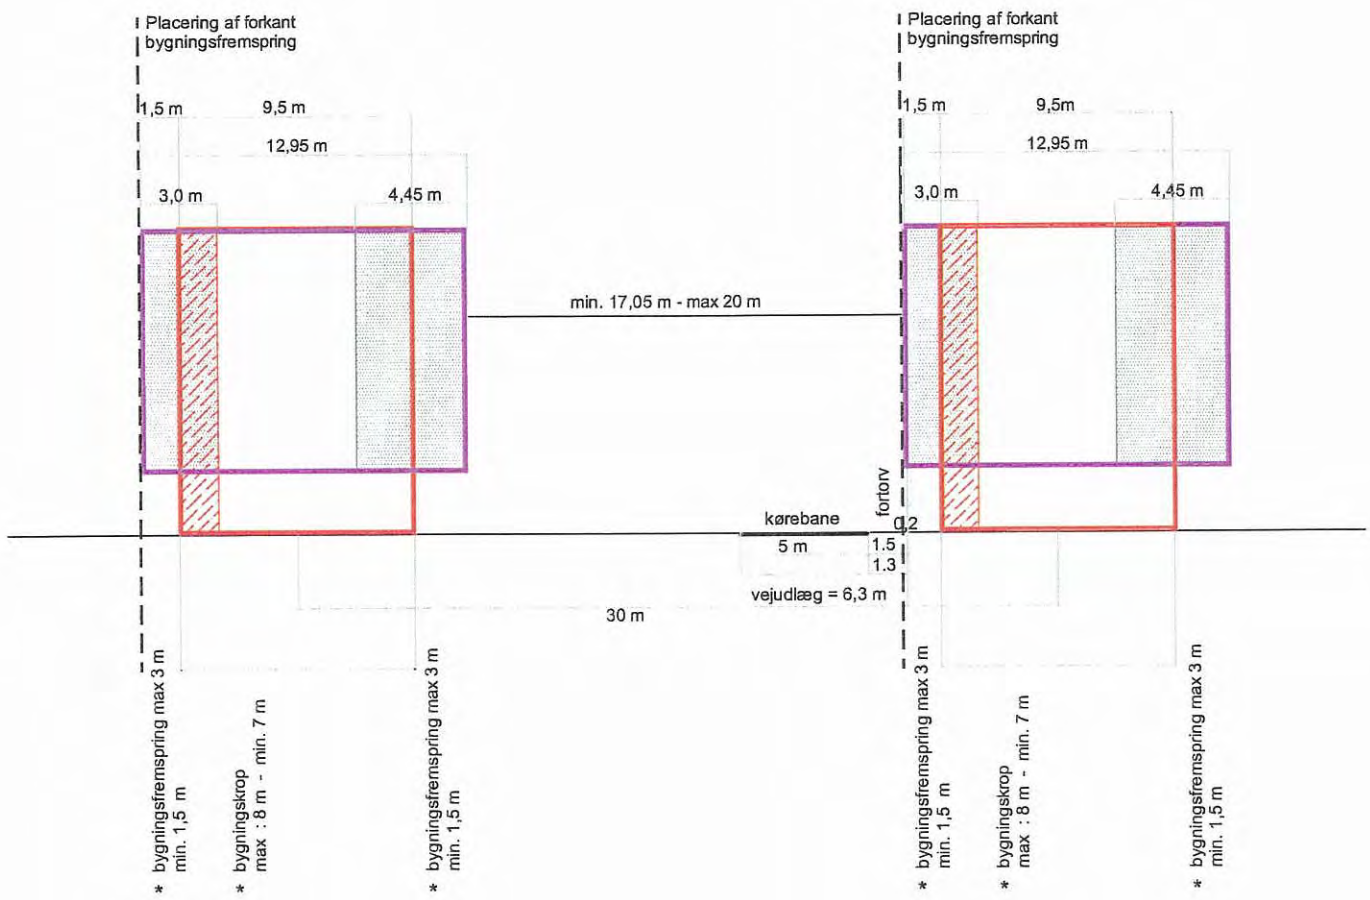 Placering af forkant
bygningsfremspring
1,5 m
9,5 m
12,95 m
3,0 m
4,45 m
Placering af forkant
bygningsfremspring
1,5 m
9,5m
12,95 m
3,0 m
4,45 m
min. 17,05 m - max 20 m
kørebane
fortorv
0,2
5 m
1.5
1.3
vejudlæg = 6,3 m
30 m
* bygningsfremspring max 3 m
min. 1,5 m
* bygningskrop
max : 8 m - min. 7 m
* bygningsfremspring max 3 m
min. 1,5 m
* bygningsfremspring max 3 m
min. 1,5 m
* bygningskrop
max : 8 m - min. 7 m
* bygningsfremspring max 3 m
min. 1,5 m